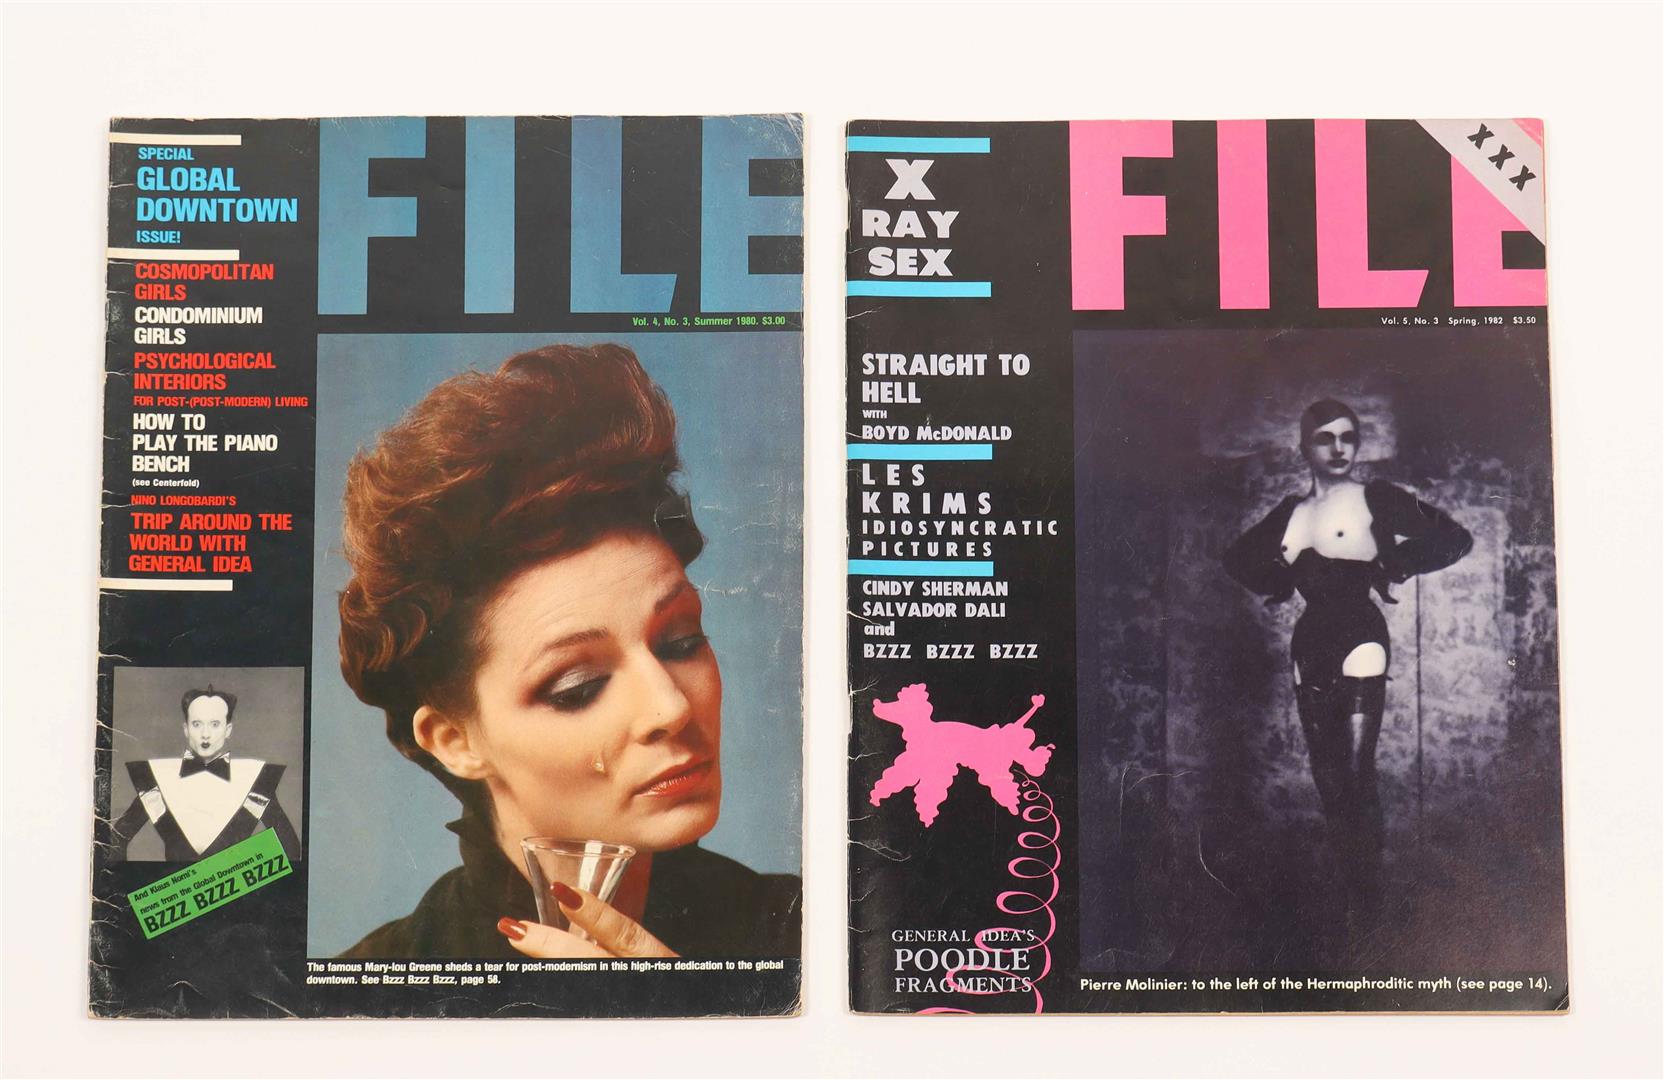 SPECIAL
GLOBAL
DOWNTOWN
ISSUE!
COSMOPOLITAN
GIRLS
CONDOMINIUM
GIRLS
PSYCHOLOGICAL
INTERIORS
FOR POST-(POST-MODERN) LIVING
HOW TO
PLAY THE PIANO
BENCH
(see Centerfold)
NINO LONGOBARDI'S
TRIP AROUND THE
WORLD WITH
GENERAL IDEA
And Klaus Nomi's
news from the Global Downtown in
BZZZ BZZZ BZZZ
FILE
Vol. 4, No. 3, Summer 1980. $3.00
The famous Mary-lou Greene sheds a tear for post-modernism in this high-rise dedication to the global
downtown. See Bzzz Bzzz Bzzz, page 58.
X
RAY
SEX
FILE
XXX
Vol. 5, No. 3 Spring, 1982 $3.50
STRAIGHT TO
HELL
WITH
BOYD McDONALD
LES
KRIMS
IDIOSYNCRATIC
PICTURES
CINDY SHERMAN
SALVADOR DALI
and
BZZZ BZZZ BZZZ
GENERAL IDEA'S
POODLE
FRAGMENTS
Pierre Molinier: to the left of the Hermaphroditic myth (see page 14).